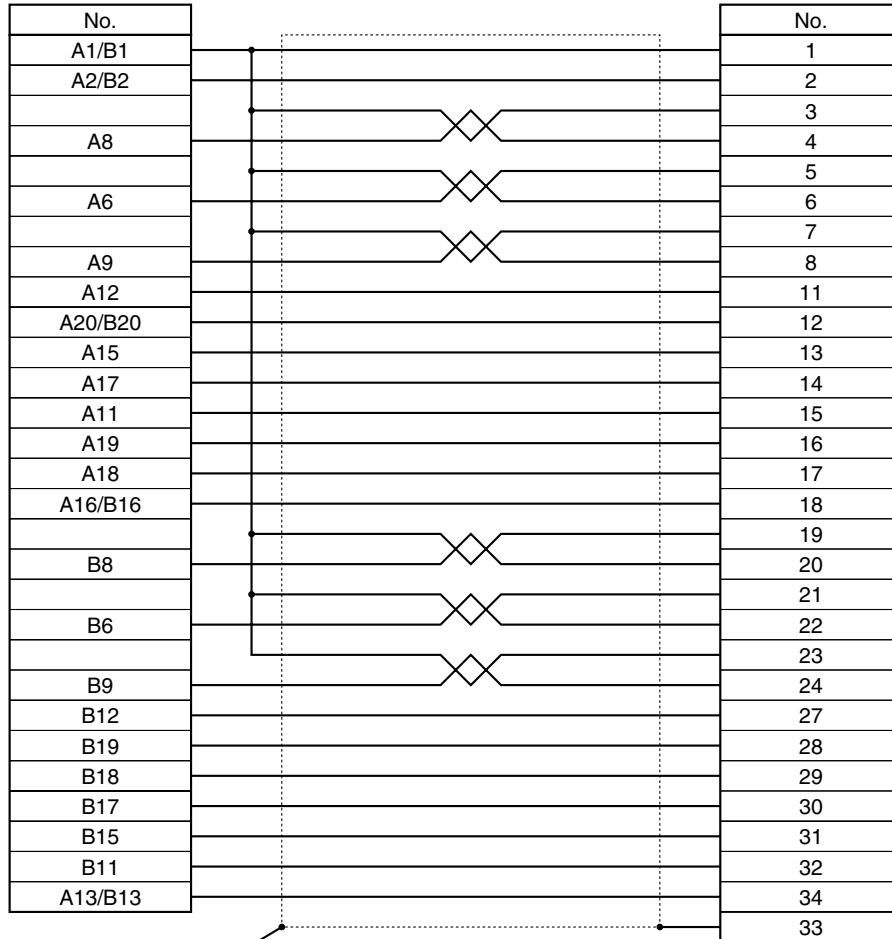 No. No.
A1/B1 1
A2/B2 2
3
A8 4
5
A6 6
7
A9 8
A12 11
A20/B20 12
A15 13
A17 14
A11 15
A19 16
A18 17
A16/B16 18
19
B8 20
21
B6 22
23
B9 24
B12 27
B19 28
B18 29
B17 30
B15 31
B11 32
A13/B13 34
33